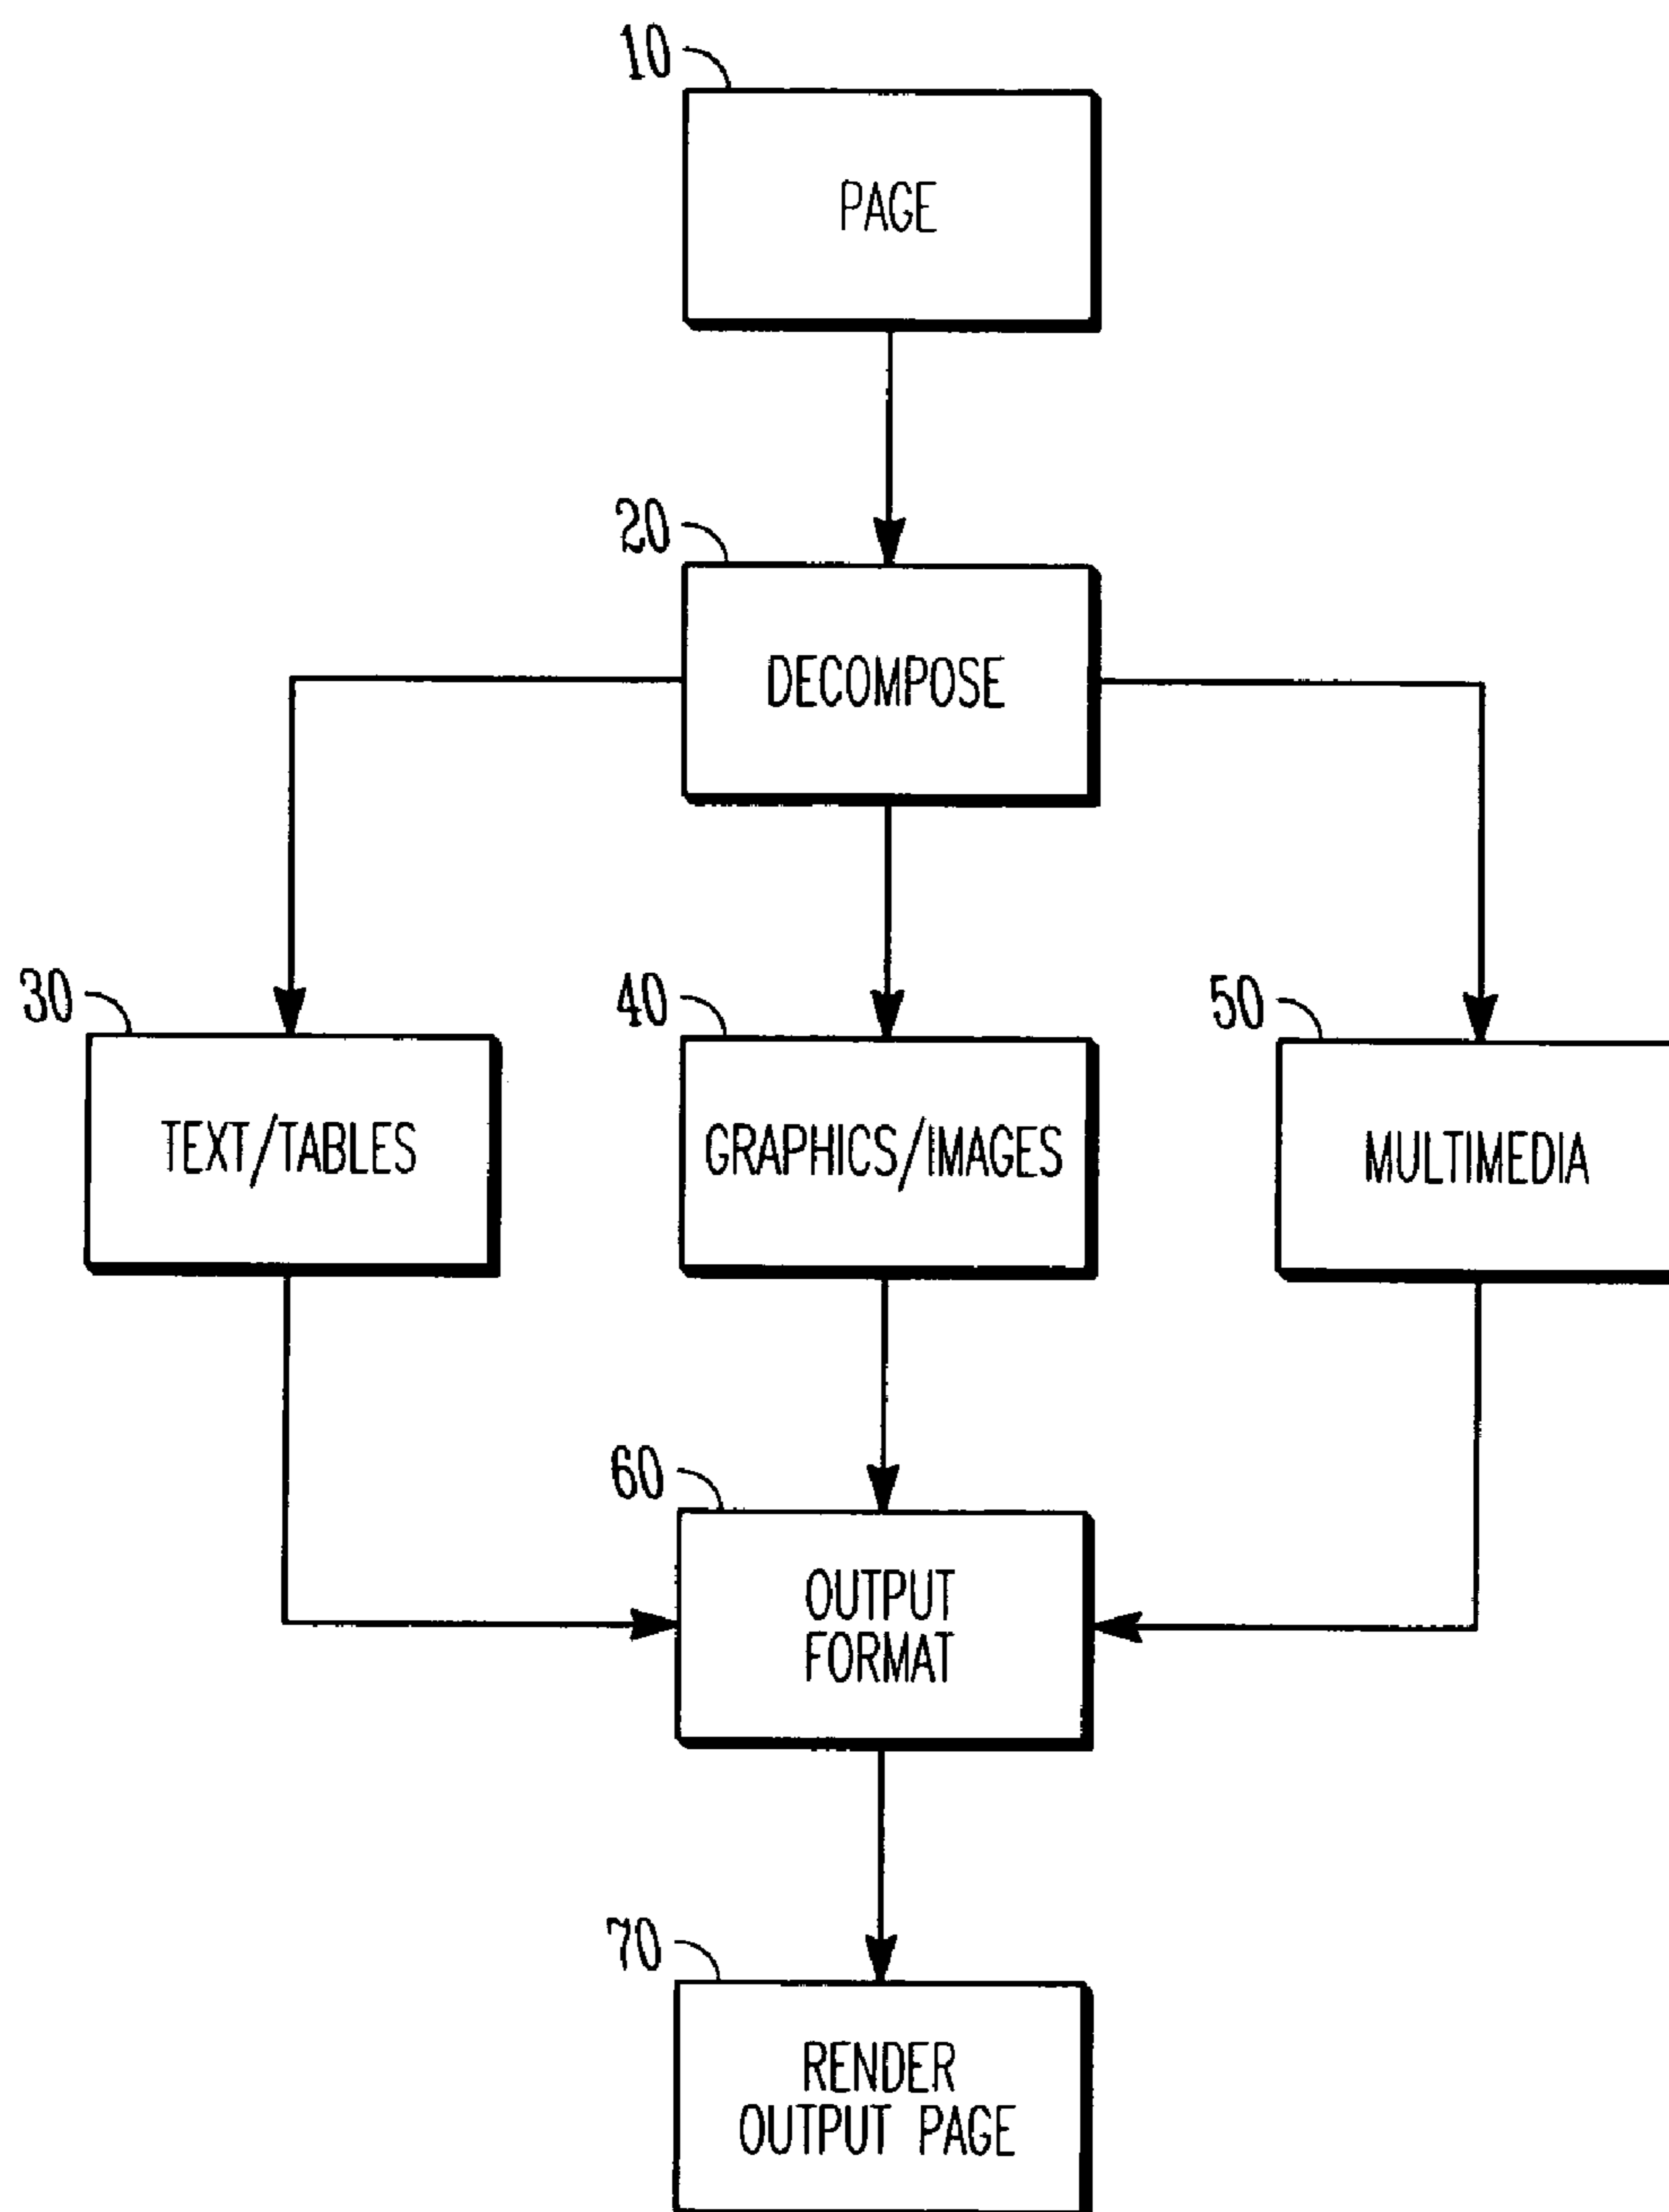 10
PAGE
20
DECOMPOSE
30
TEXT/TABLES
40
GRAPHICS/IMAGES
50
MULTIMEDIA
60
OUTPUT
FORMAT
70
RENDER
OUTPUT PAGE